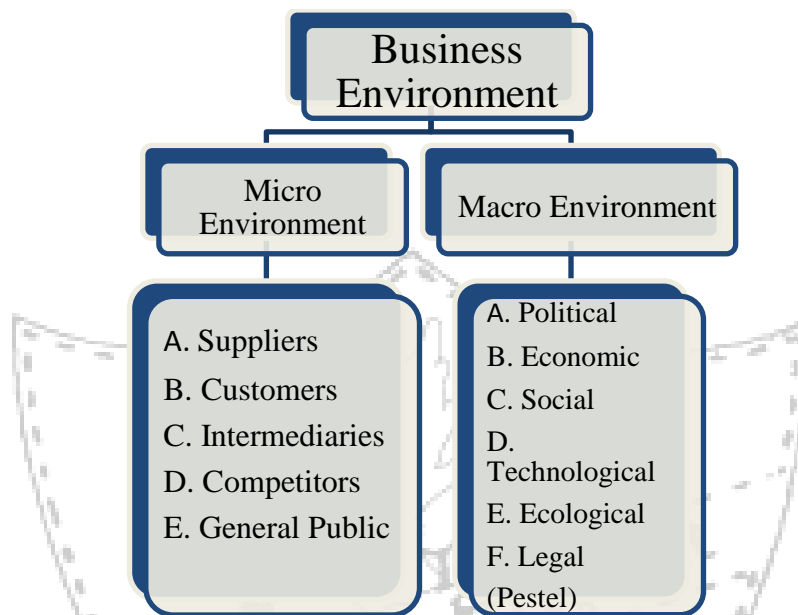 Business
Environment
Micro
Environment
Macro Environment
A. Suppliers
B. Customers
C. Intermediaries
D. Competitors
E. General Public
A. Political
B. Economic
C. Social
D.
Technological
E. Ecological
F. Legal
(Pestel)